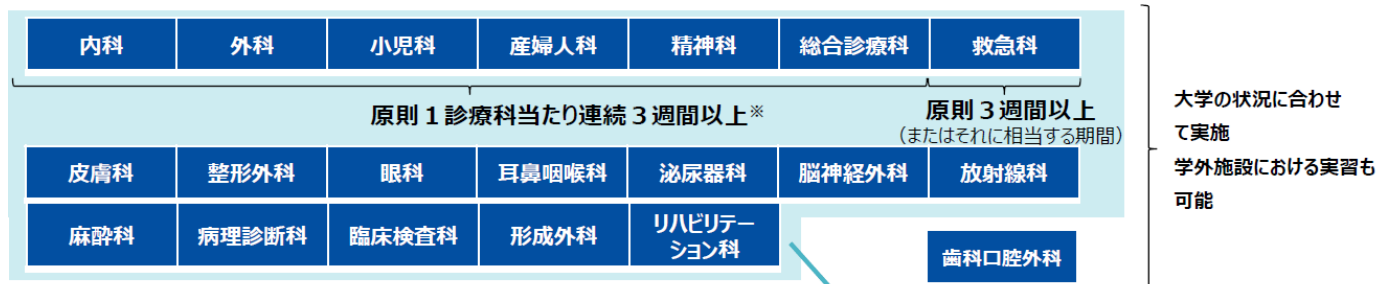 内科 外科 小児科 産婦人科 精神科 総合診療科 救急科
原則１診療科当たり連続３週間以上※ 原則３週間以上
（またはそれに相当する期間）
皮膚科 整形外科 眼科 耳鼻咽喉科 泌尿器科 脳神経外科 放射線科
麻酔科 病理診断科 臨床検査科 形成外科 リハビリテー
ション科
歯科口腔外科
大学の状況に合わせ
て実施
学外施設における実習も
可能